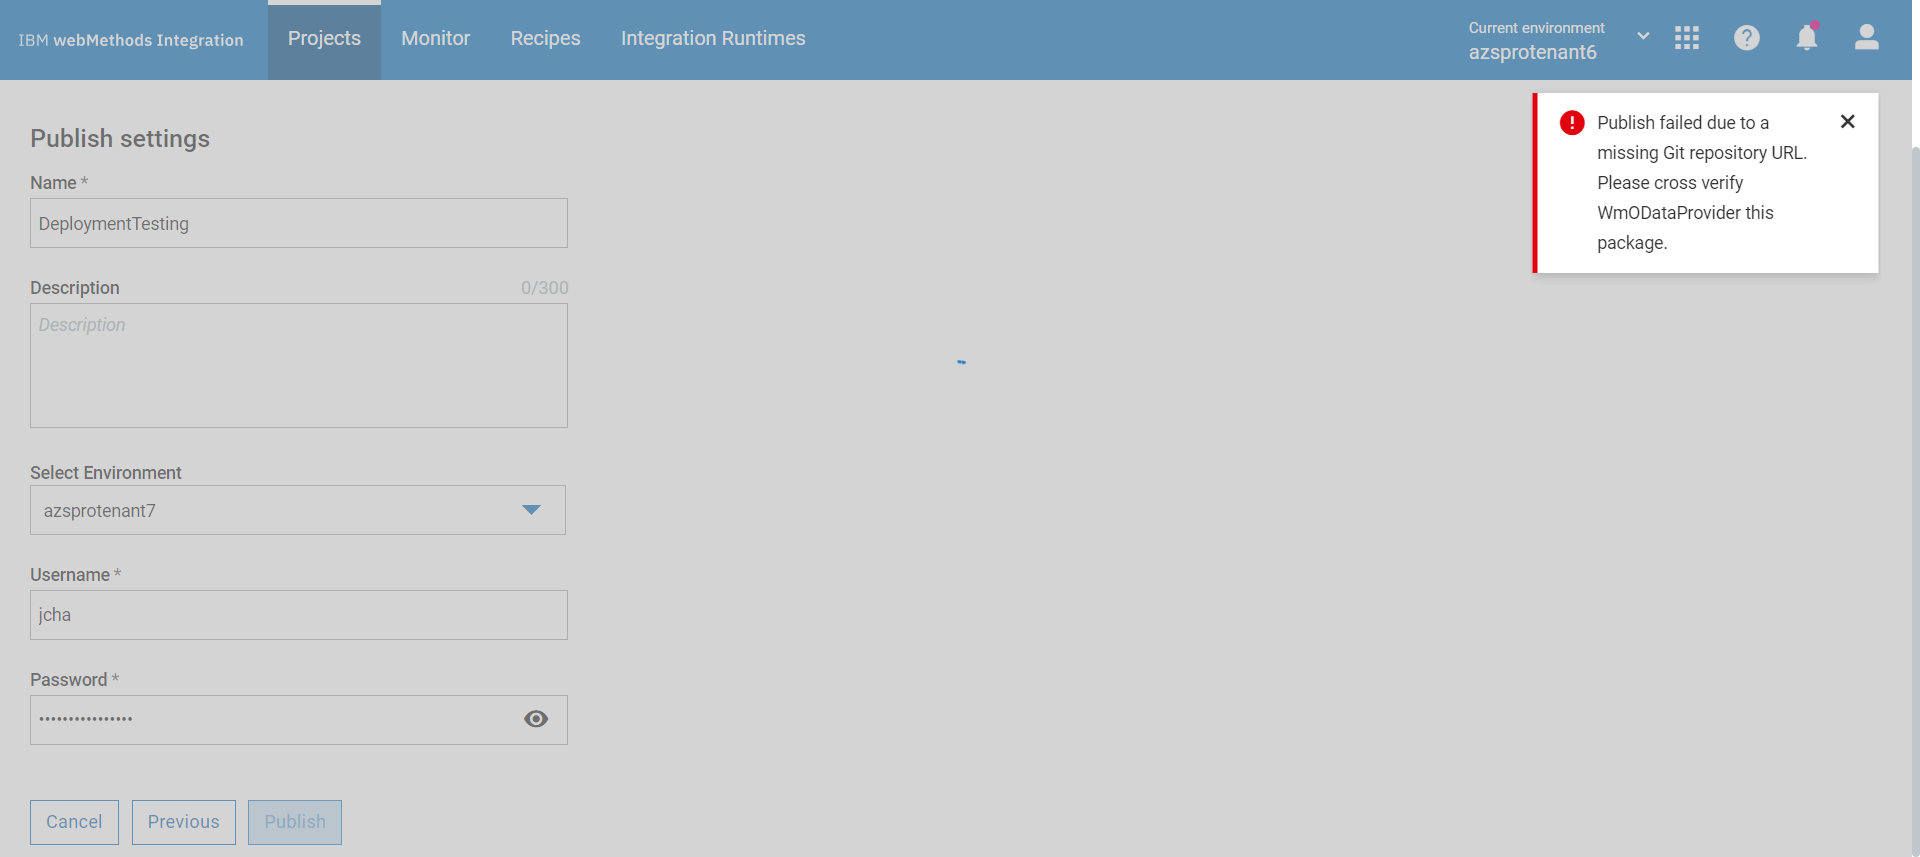 IBM webMethods Integration
Projects
Monitor
Recipes
Integration Runtimes
Current environment
azsprotenant6
Publish failed due to a
missing Git repository URL.
Please cross verify
WmODataProvider this
package.
Publish settings
Name *
DeploymentTesting
Description
0/300
Description
Select Environment
azsprotenant7
Username *
jcha
Password *
••••••••••••••••
Cancel
Previous
Publish